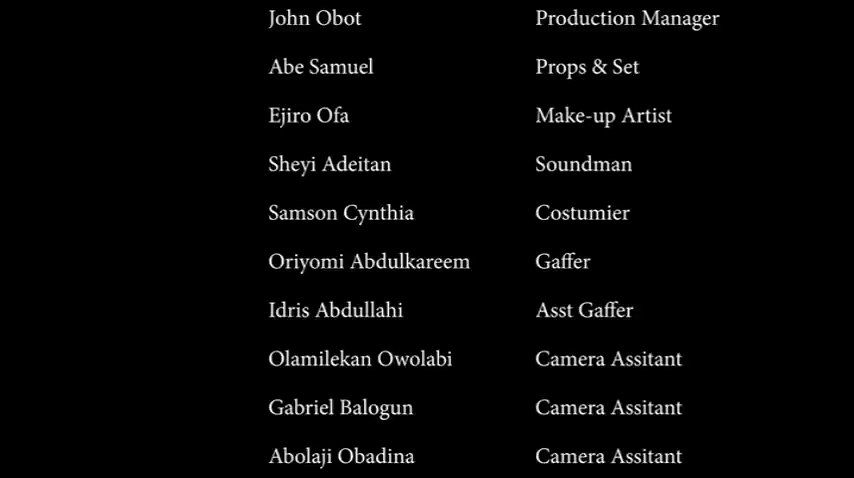 John Obot Production Manager
Abe Samuel Props & Set
Ejiro Ofa Make-up Artist
Sheyi Adeitan Soundman
Samson Cynthia Costumier
Oriyomi Abdulkareem Gaffer
Idris Abdullahi Asst Gaffer
Olamilekan Owolabi Camera Assitant
Gabriel Balogun Camera Assitant
Abolaji Obadina Camera Assitant